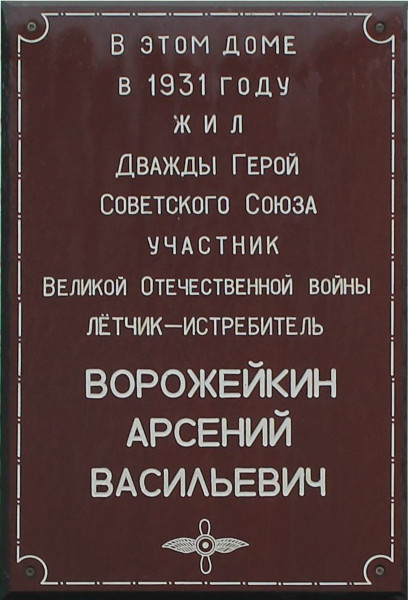 В ЭТОМ ДОМЕ
В 1931 ГОДУ
ЖИЛ
ДВАЖДЫ ГЕРОЙ
СОВЕТСКОГО СОЮЗА
УЧАСТНИК
ВЕЛИКОЙ ОТЕЧЕСТВЕННОЙ ВОЙНЫ
ЛЁТЧИК—ИСТРЕБИТЕЛЬ
ВОРОЖЕЙКИН
АРСЕНИЙ
ВАСИЛЬЕВИЧ